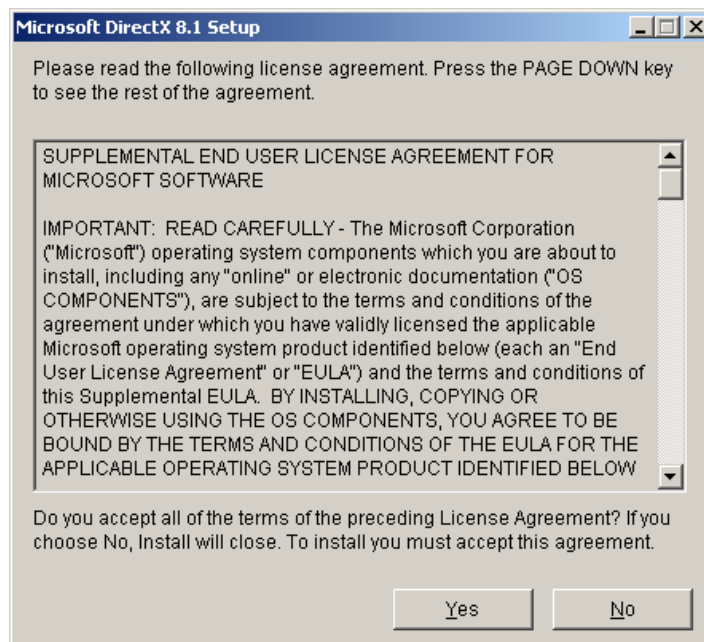 Microsoft DirectX 8.1 Setup
Please read the following license agreement. Press the PAGE DOWN key
to see the rest of the agreement.
SUPPLEMENTAL END USER LICENSE AGREEMENT FOR
MICROSOFT SOFTWARE
IMPORTANT:  READ CAREFULLY - The Microsoft Corporation
("Microsoft") operating system components which you are about to
install, including any "online" or electronic documentation ("OS
COMPONENTS"), are subject to the terms and conditions of the
agreement under which you have validly licensed the applicable
Microsoft operating system product identified below (each an "End
User License Agreement" or "EULA") and the terms and conditions of
this Supplemental EULA.  BY INSTALLING, COPYING OR
OTHERWISE USING THE OS COMPONENTS, YOU AGREE TO BE
BOUND BY THE TERMS AND CONDITIONS OF THE EULA FOR THE
APPLICABLE OPERATING SYSTEM PRODUCT IDENTIFIED BELOW
Do you accept all of the terms of the preceding License Agreement? If you
choose No, Install will close. To install you must accept this agreement.
Yes No